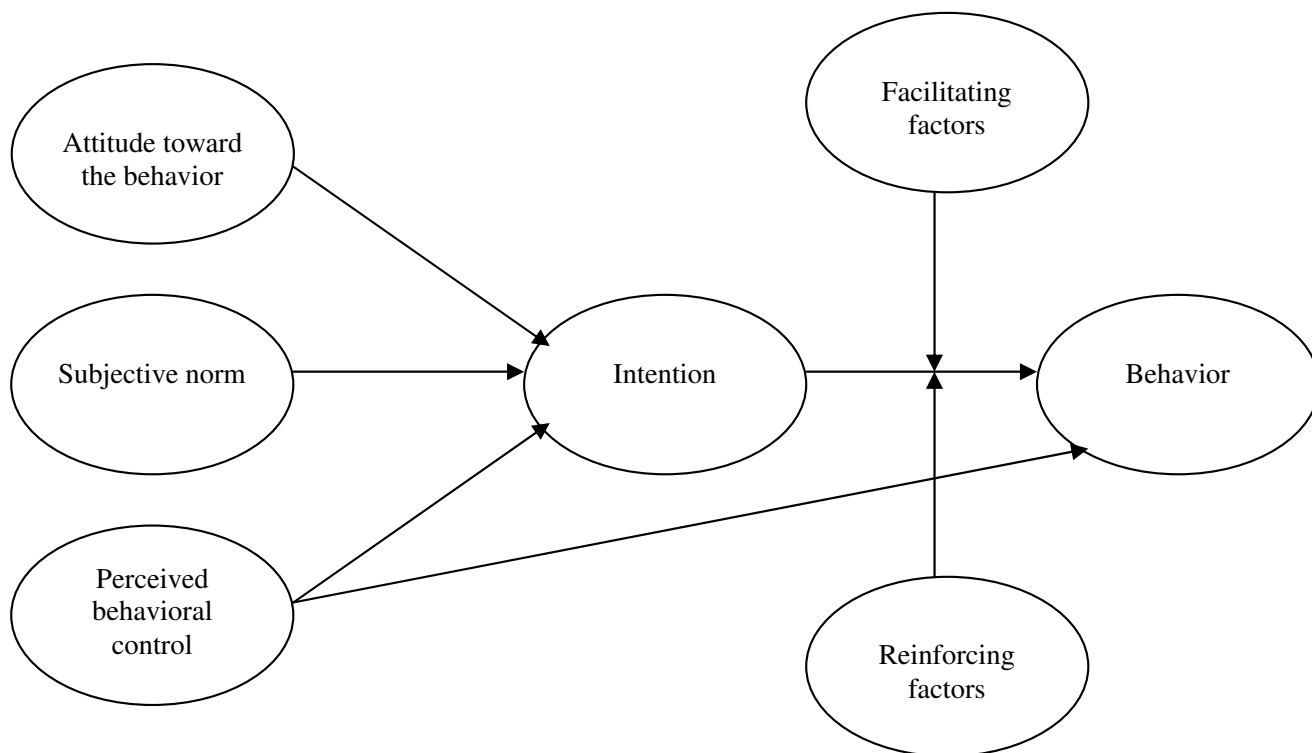 Attitude toward
the behavior
Subjective norm
Perceived
behavioral
control
Intention
Facilitating
factors
Reinforcing
factors
Behavior